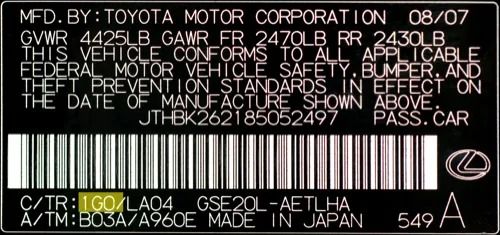 MFD.BY:TOYOTA MOTOR CORPORATION 08/07
GVWR 4425LB GAWR FR 2470LB RR 2430LB
THIS VEHICLE CONFORMS TO ALL APPLICABLE
FEDERAL MOTOR VEHICLE SAFETY,BUMPER,AND
THEFT PREVENTION STANDARDS IN EFFECT ON
THE DATE OF MANUFACTURE SHOWN ABOVE.
JTHBK262185052497 PASS.CAR
C/TR:1G0/LA04 GSE20L-AETLHA
A/TM:B03A/A960E MADE IN JAPAN 549 A